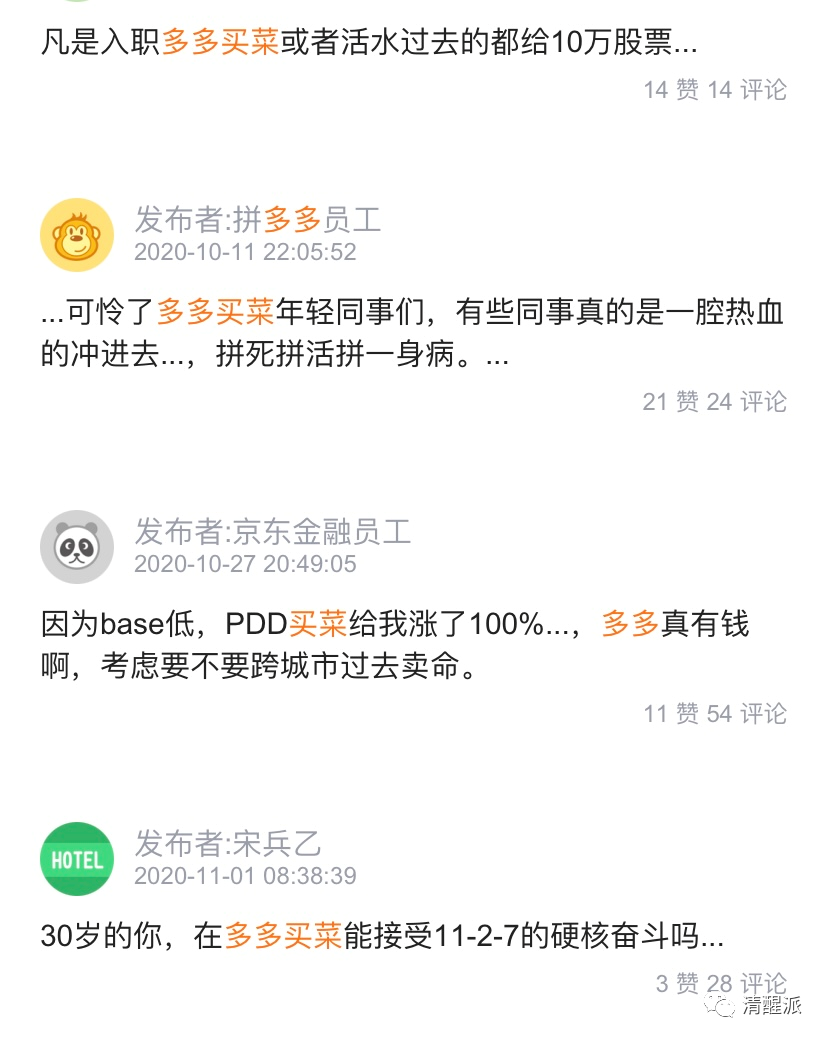 凡是入职多多买菜或者活水过去的都给10万股票...
14 赞 14 评论
发布者:拼多多员工
2020-10-11 22:05:52
...可怜了多多买菜年轻同事们，有些同事真的是一腔热血
的冲进去...，拼死拼活拼一身病。...
21 赞 24 评论
发布者:京东金融员工
2020-10-27 20:49:05
因为base低，PDD买菜给我涨了100%...，多多真有钱
啊，考虑要不要跨城市过去卖命。
11 赞 54 评论
HOTEL
发布者:宋兵乙
2020-11-01 08:38:39
30岁的你，在多多买菜能接受11-2-7的硬核奋斗吗...
3 赞 28 评论
清醒派